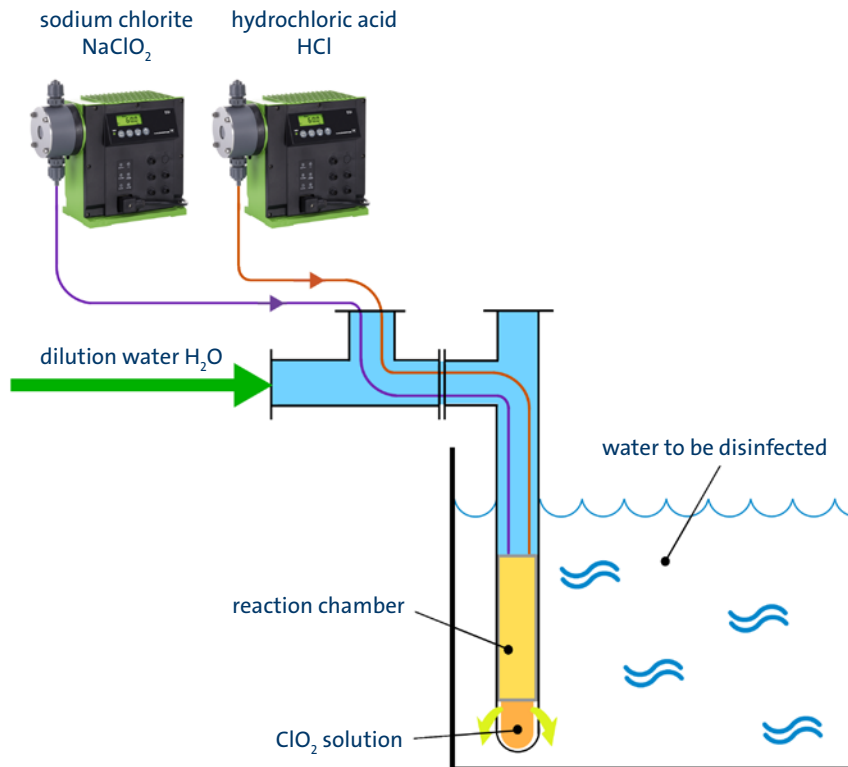 sodium chlorite
NaClO₂
hydrochloric acid
HCl
dilution water H₂O
water to be disinfected
reaction chamber
ClO₂ solution